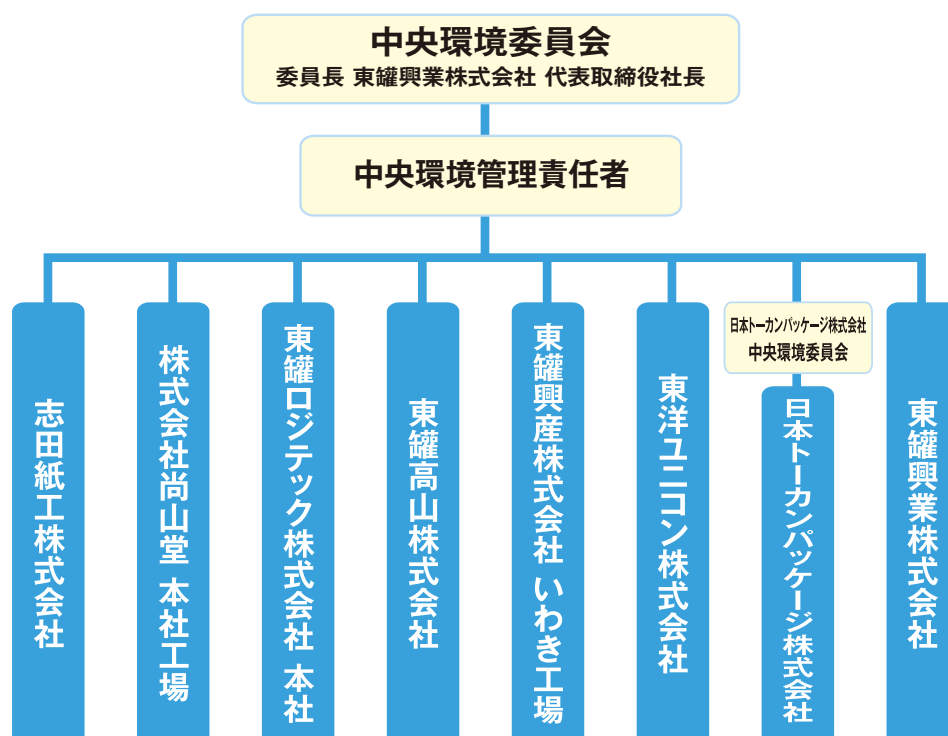 中央環境委員会
委員長 東罐興業株式会社 代表取締役社長
中央環境管理責任者
志田紙工株式会社
株式会社尚山堂 本社工場
東罐ロジテック株式会社 本社
東罐高山株式会社
東罐興産株式会社 いわき工場
東洋ユニコン株式会社
日本トーカンパッケージ株式会社
中央環境委員会
日本トーカンパッケージ株式会社
東罐興業株式会社